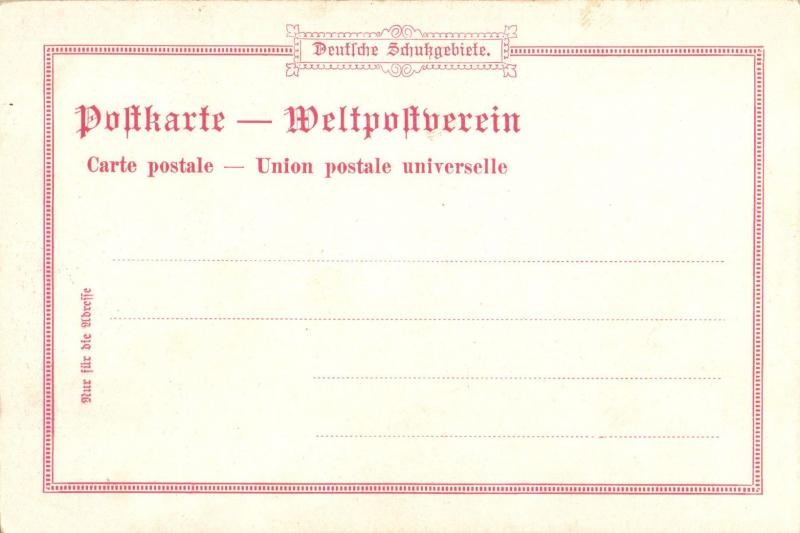 Deutsche Schutzgebiete.
Postkarte — Weltpostverein
Carte postale — Union postale universelle
Nur für die Adresse